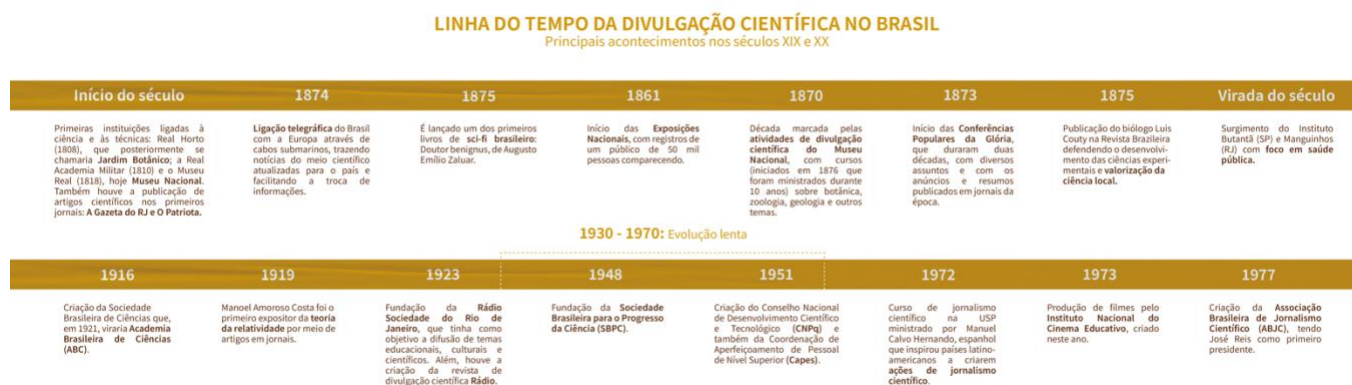 LINHA DO TEMPO DA DIVULGAÇÃO CIENTÍFICA NO BRASIL
Principais acontecimentos nos séculos XIX e XX
Início do século
Primeiras instituições ligadas à
ciência e às técnicas: Real Horto
(1808), que posteriormente se
chamaria Jardim Botânico; a Real
Academia Militar (1810) e o Museu
Real (1818), hoje Museu Nacional.
Também houve a publicação de
artigos científicos nos primeiros
jornais: A Gazeta do RJ e O Patriota.
1874
Ligação telegráfica do Brasil
com a Europa através de
cabos submarinos, trazendo
notícias do meio científico
atualizadas para o país e
facilitando a troca de
informações.
1875
É lançado um dos primeiros
livros de sci-fi brasileiro:
Doutor benignus, de Augusto
Emílio Zaluar.
1861
Início das Exposições
Nacionais, com registros de
um público de 50 mil
pessoas comparecendo.
1870
Década marcada pelas
atividades de divulgação
científica do Museu
Nacional, com cursos
(iniciados em 1876 que
foram ministrados durante
10 anos) sobre botânica,
zoologia, geologia e outros
temas.
1873
Início das Conferências
Populares da Glória,
que duraram duas
décadas, com diversos
assuntos e com os
anúncios e resumos
publicados em jornais da
época.
1875
Publicação do biólogo Luis
Couty na Revista Brazileira
defendendo o desenvolvi-
mento das ciências experi-
mentais e valorização da
ciência local.
Virada do século
Surgimento do Instituto
Butantã (SP) e Manguinhos
(RJ) com foco em saúde
pública.
1930 - 1970: Evolução lenta
1916
Criação da Sociedade
Brasileira de Ciências que,
em 1921, viraria Academia
Brasileira de Ciências
(ABC).
1919
Manoel Amoroso Costa foi o
primeiro expositor da teoria
da relatividade por meio de
artigos em jornais.
1923
Fundação da Rádio
Sociedade do Rio de
Janeiro, que tinha como
objetivo a difusão de temas
educacionais, culturais e
científicos. Além, houve a
criação da revista de
divulgação científica Rádio.
1948
Fundação da Sociedade
Brasileira para o Progresso
da Ciência (SBPC).
1951
Criação do Conselho Nacional
de Desenvolvimento Científico
e Tecnológico (CNPq) e
também da Coordenação de
Aperfeiçoamento de Pessoal
de Nível Superior (Capes).
1972
Curso de jornalismo
científico na USP
ministrado por Manuel
Calvo Hernando, espanhol
que inspirou países latino-
americanos a criarem
ações de jornalismo
científico.
1973
Produção de filmes pelo
Instituto Nacional do
Cinema Educativo, criado
neste ano.
1977
Criação da Associação
Brasileira de Jornalismo
Científico (ABJC), tendo
José Reis como primeiro
presidente.